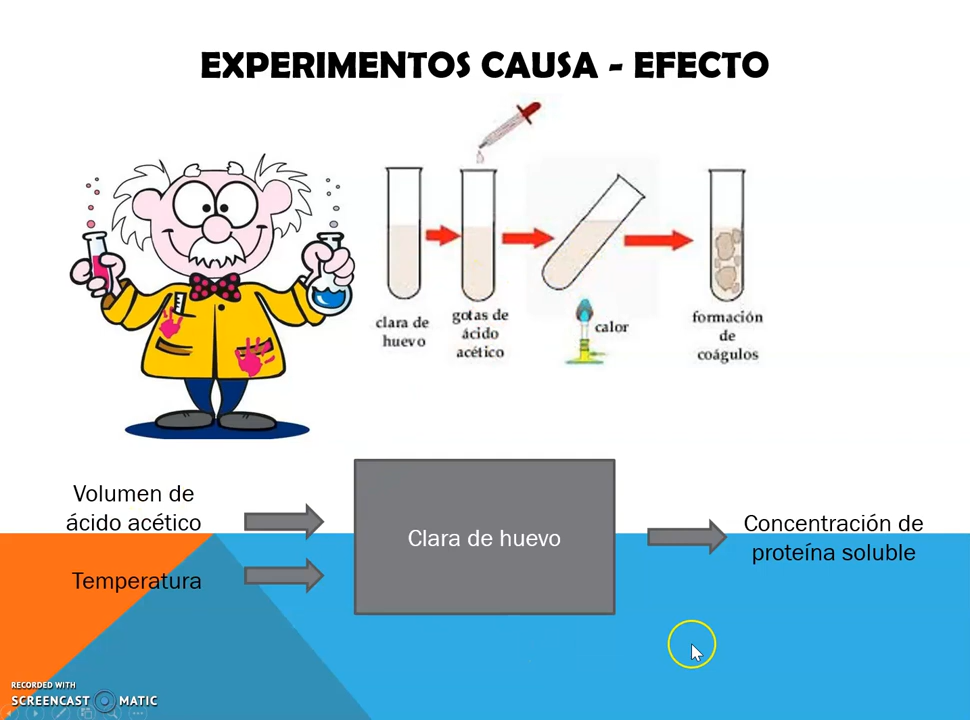 EXPERIMENTOS CAUSA - EFECTO
clara de
huevo
gotas de
ácido
acético
calor
formación
de
coágulos
Volumen de
ácido acético
Temperatura
Clara de huevo
Concentración de
proteína soluble
RECORDED WITH
SCREENCAST MATIC